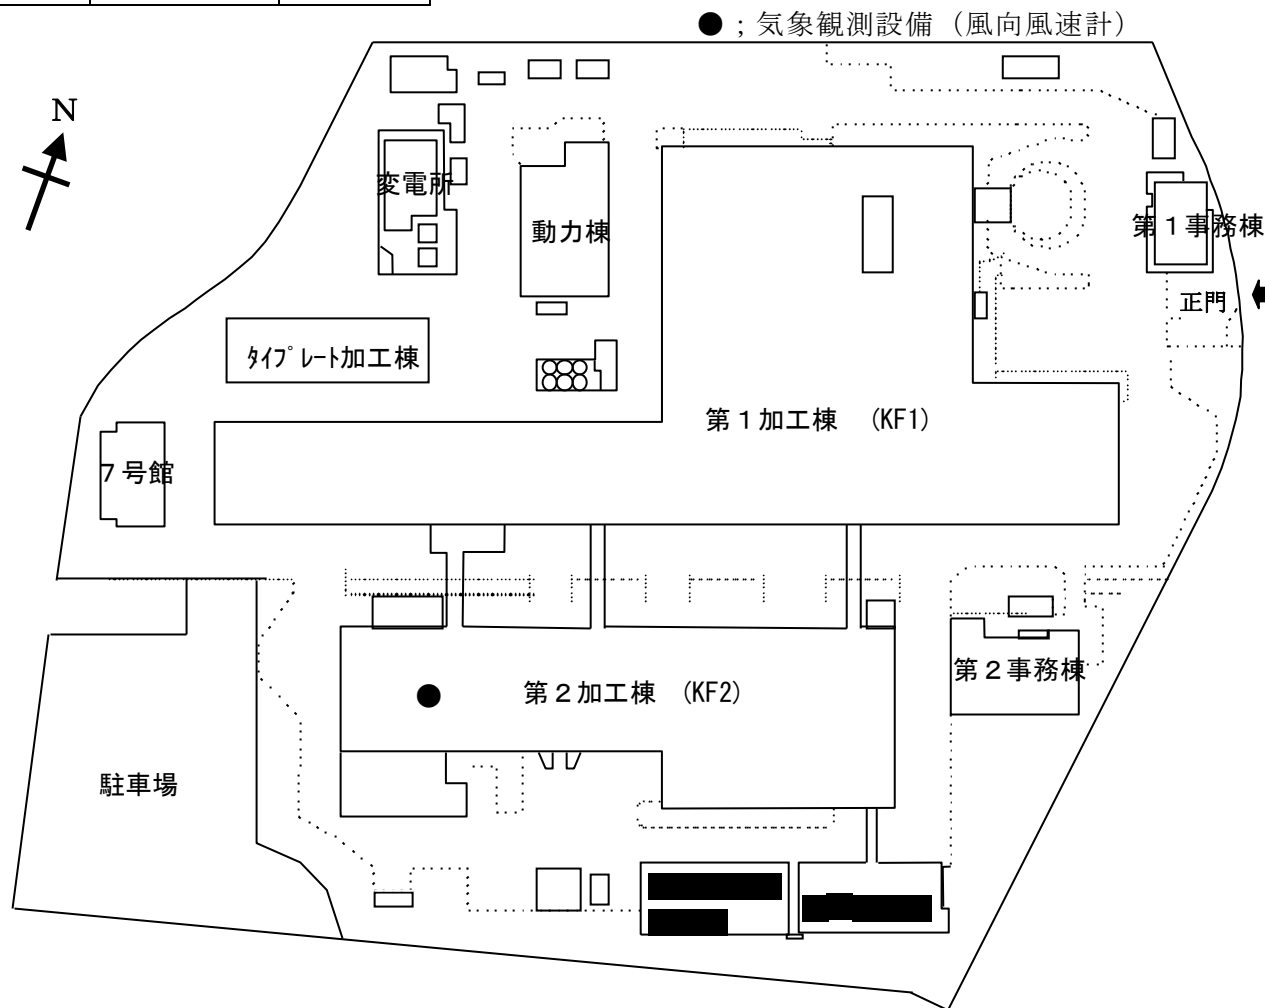 ●；気象観測設備（風向風速計）
N
変電所
動力棟
第１事務棟
正門
ﾀｲﾌﾟﾚｰﾄ加工棟
第１加工棟　(KF1)
７号館
第２加工棟　(KF2)
第２事務棟
駐車場